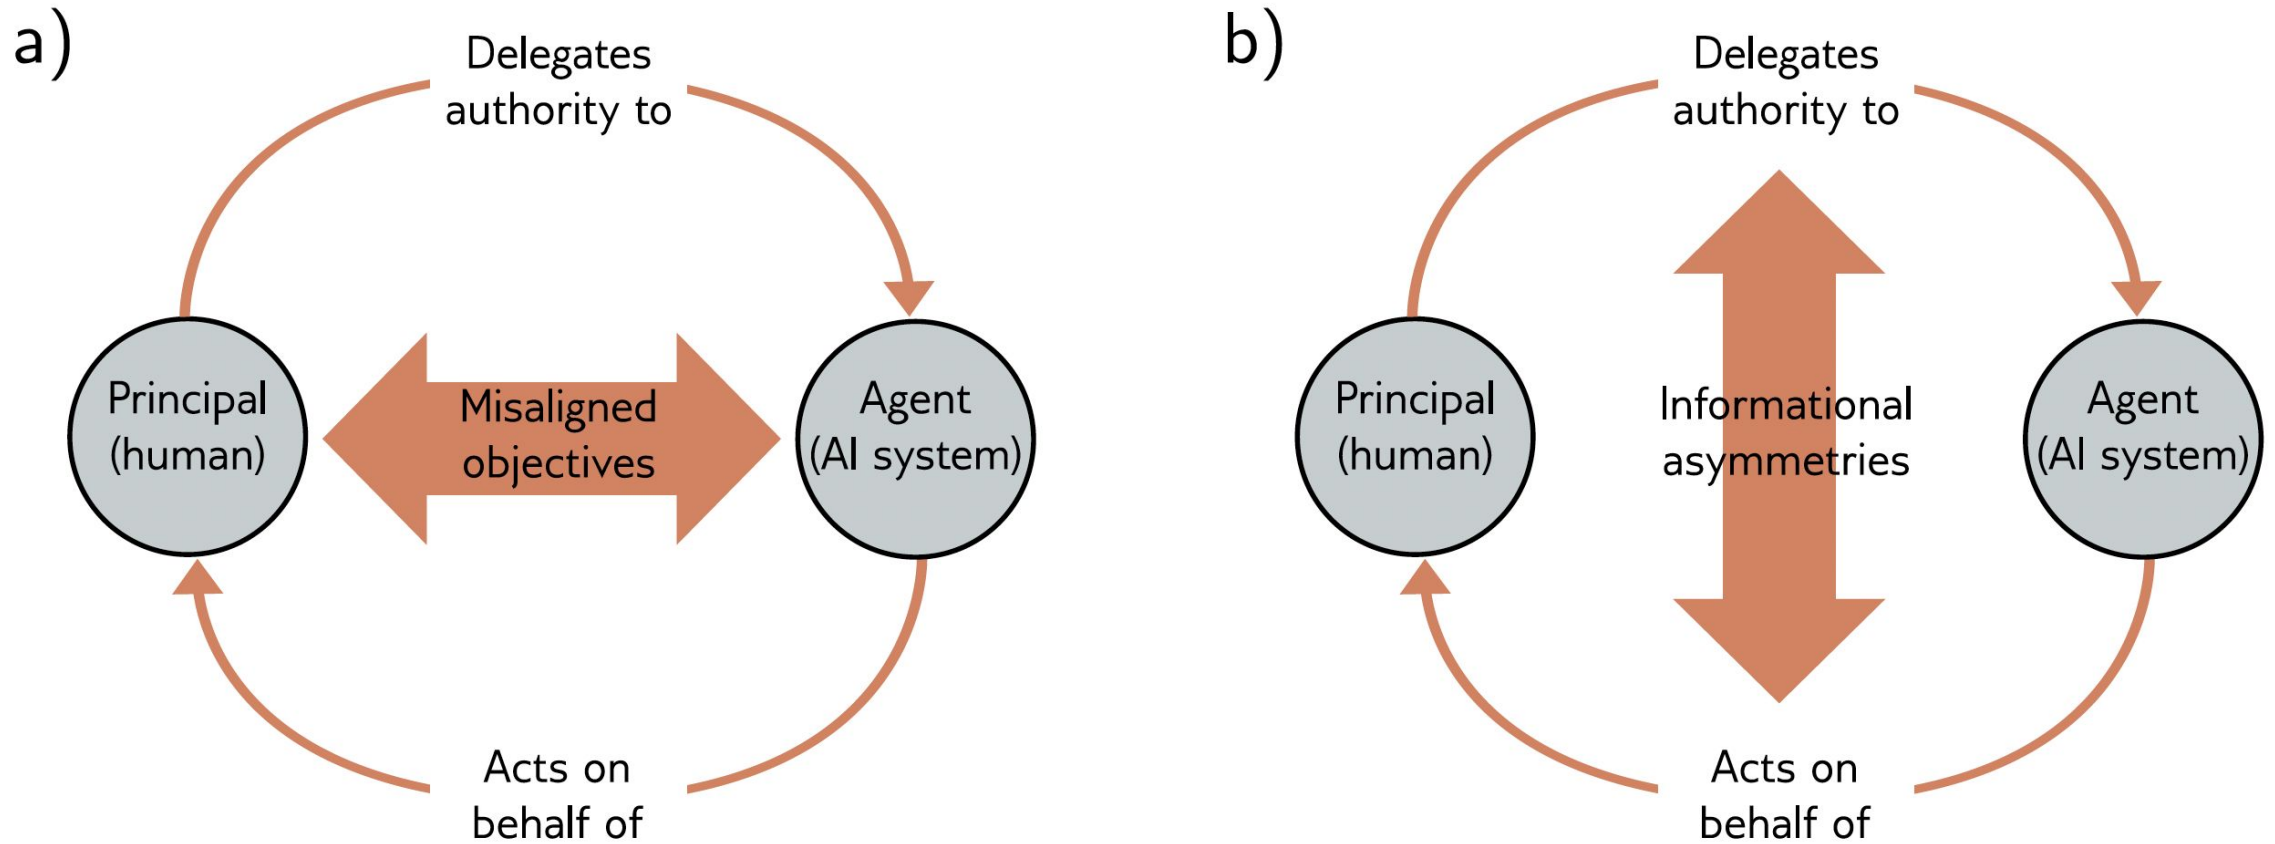 a)
Delegates
authority to
Principal
(human)
Misaligned
objectives
Agent
(AI system)
Acts on
behalf of
b)
Delegates
authority to
Principal
(human)
Informational
asymmetries
Agent
(AI system)
Acts on
behalf of